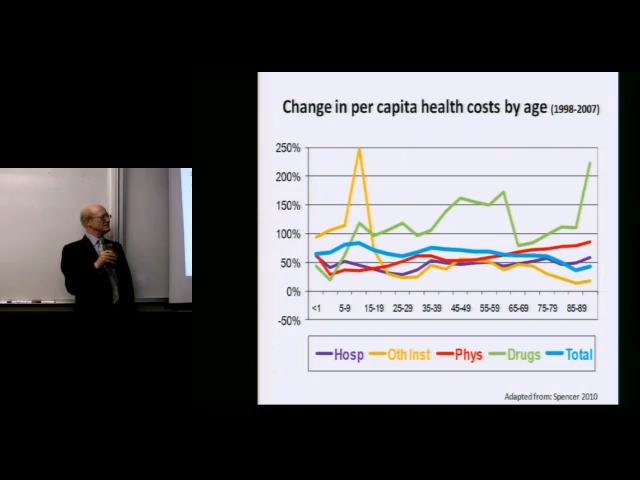 Change in per capita health costs by age (1998-2007)
250%
200%
150%
100%
50%
0%
-50%
<1 5-9 15-19 25-29 35-39 45-49 55-59 65-69 75-79 85-89
Hosp Oth Inst Phys Drugs Total
Adapted from: Spencer 2010